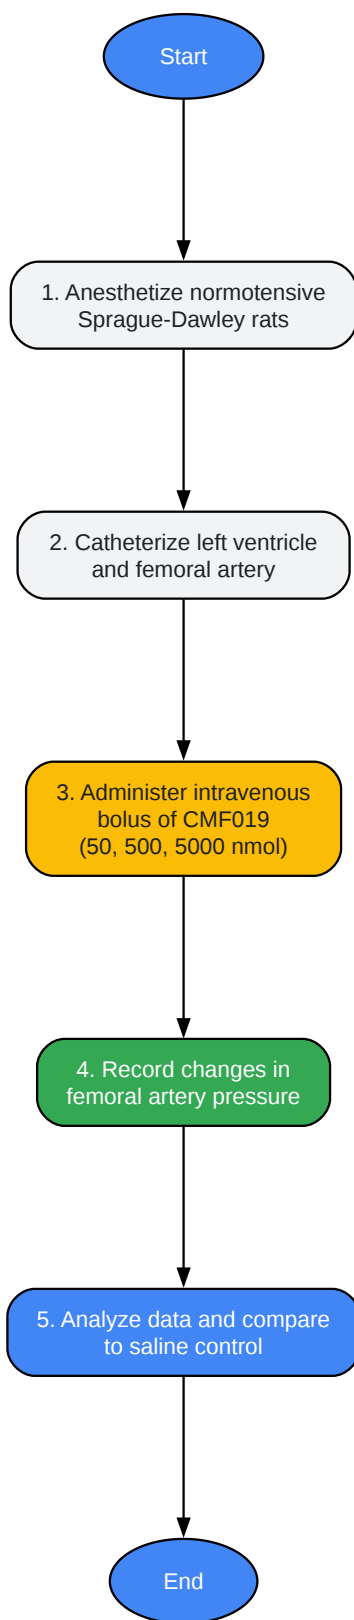 Start
1. Anesthetize normotensive
Sprague-Dawley rats
2. Catheterize left ventricle
and femoral artery
3. Administer intravenous
bolus of CMF019
(50, 500, 5000 nmol)
4. Record changes in
femoral artery pressure
5. Analyze data and compare
to saline control
End